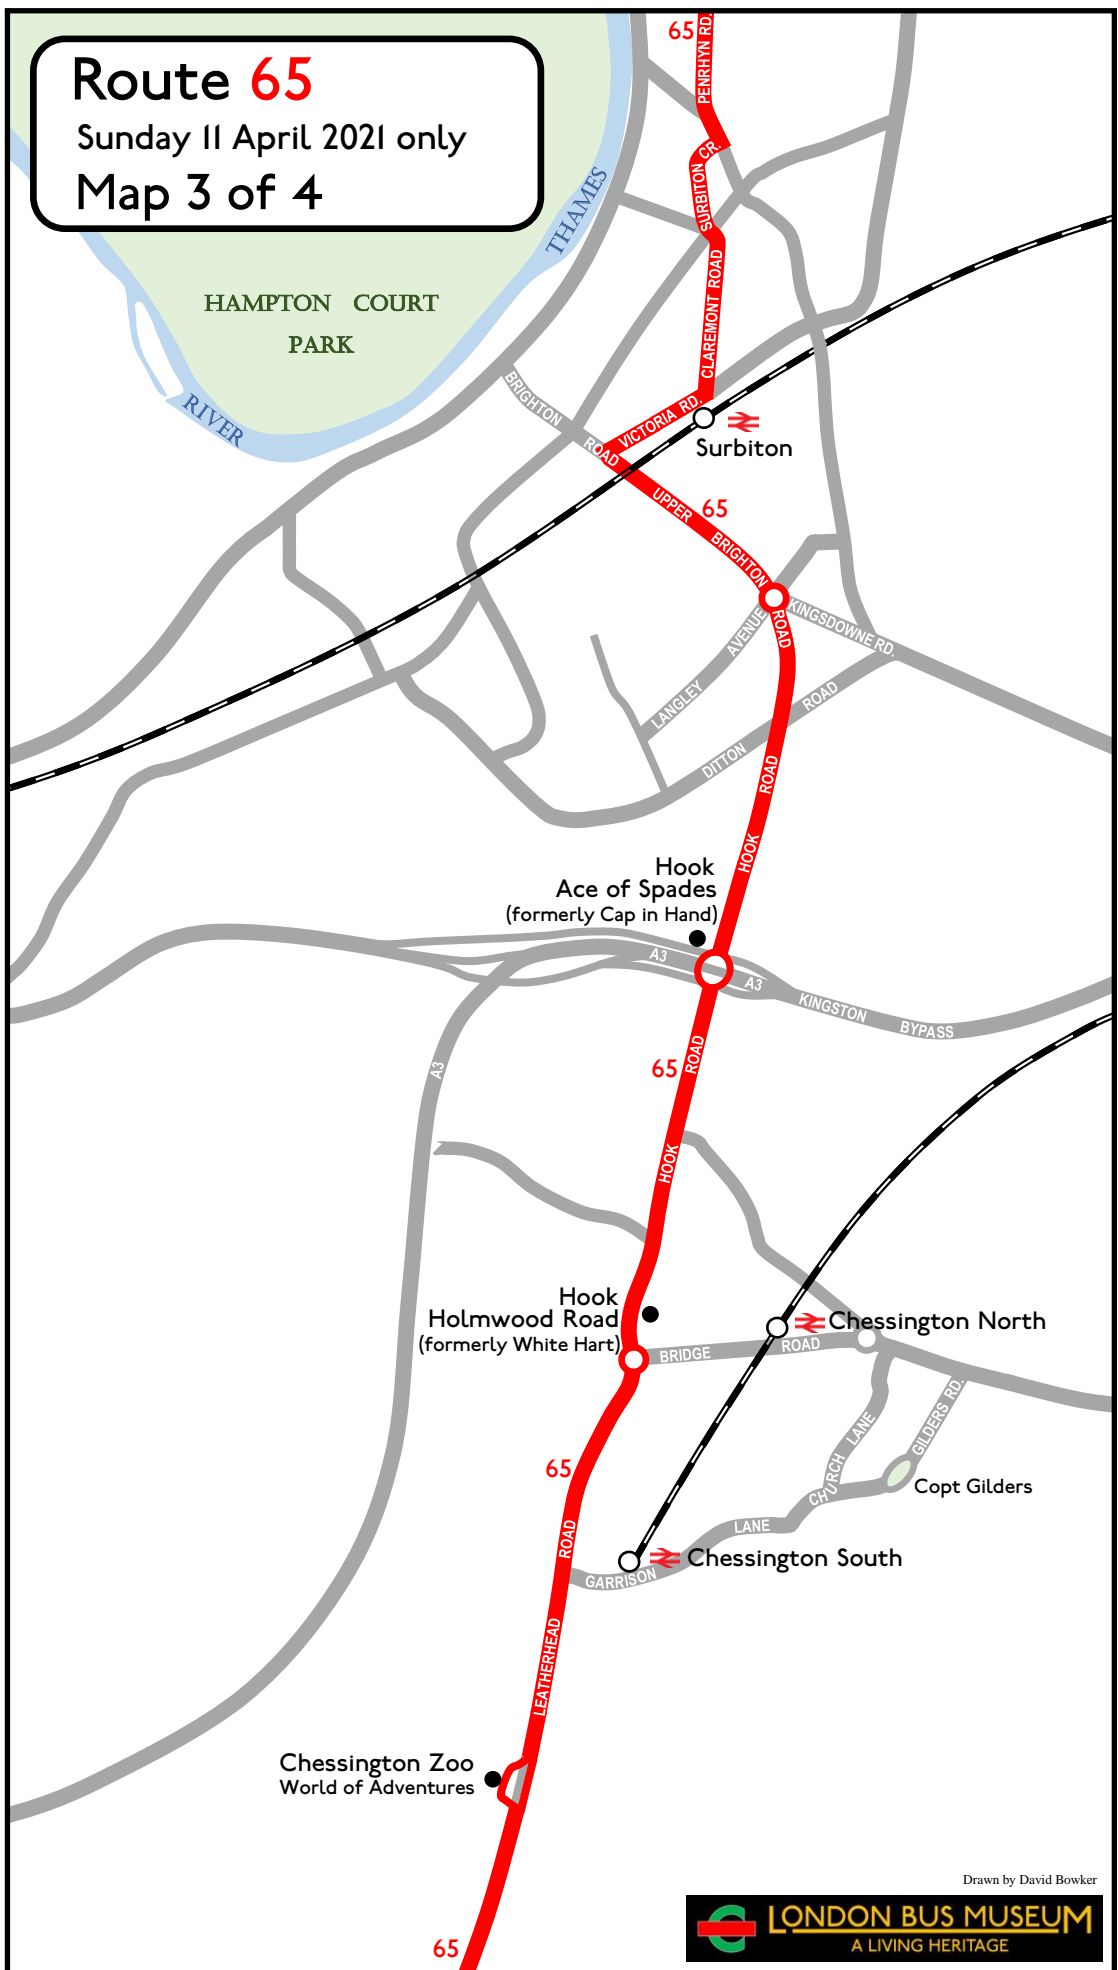 Route 65
Sunday 11 April 2021 only
Map 3 of 4
65
PENRHYN RD.
SURBITON CR.
THAMES
CLAREMONT ROAD
HAMPTON COURT
PARK
RIVER
BRIGHTON
ROAD
VICTORIA RD.
Surbiton
UPPER
65
BRIGHTON
ROAD
KINGSDOWNE RD.
LANGLEY
AVENUE
DITTON
ROAD
HOOK
ROAD
Hook
Ace of Spades
(formerly Cap in Hand)
A3
A3
KINGSTON
BYPASS
A3
65
ROAD
HOOK
Hook
Holmwood Road
(formerly White Hart)
Chessington North
BRIDGE
ROAD
CHURCH LANE
GILDERS RD.
Copt Gilders
65
ROAD
LANE
Chessington South
GARRISON
LEATHERHEAD
Chessington Zoo
World of Adventures
65
Drawn by David Bowker
LONDON BUS MUSEUM
A LIVING HERITAGE